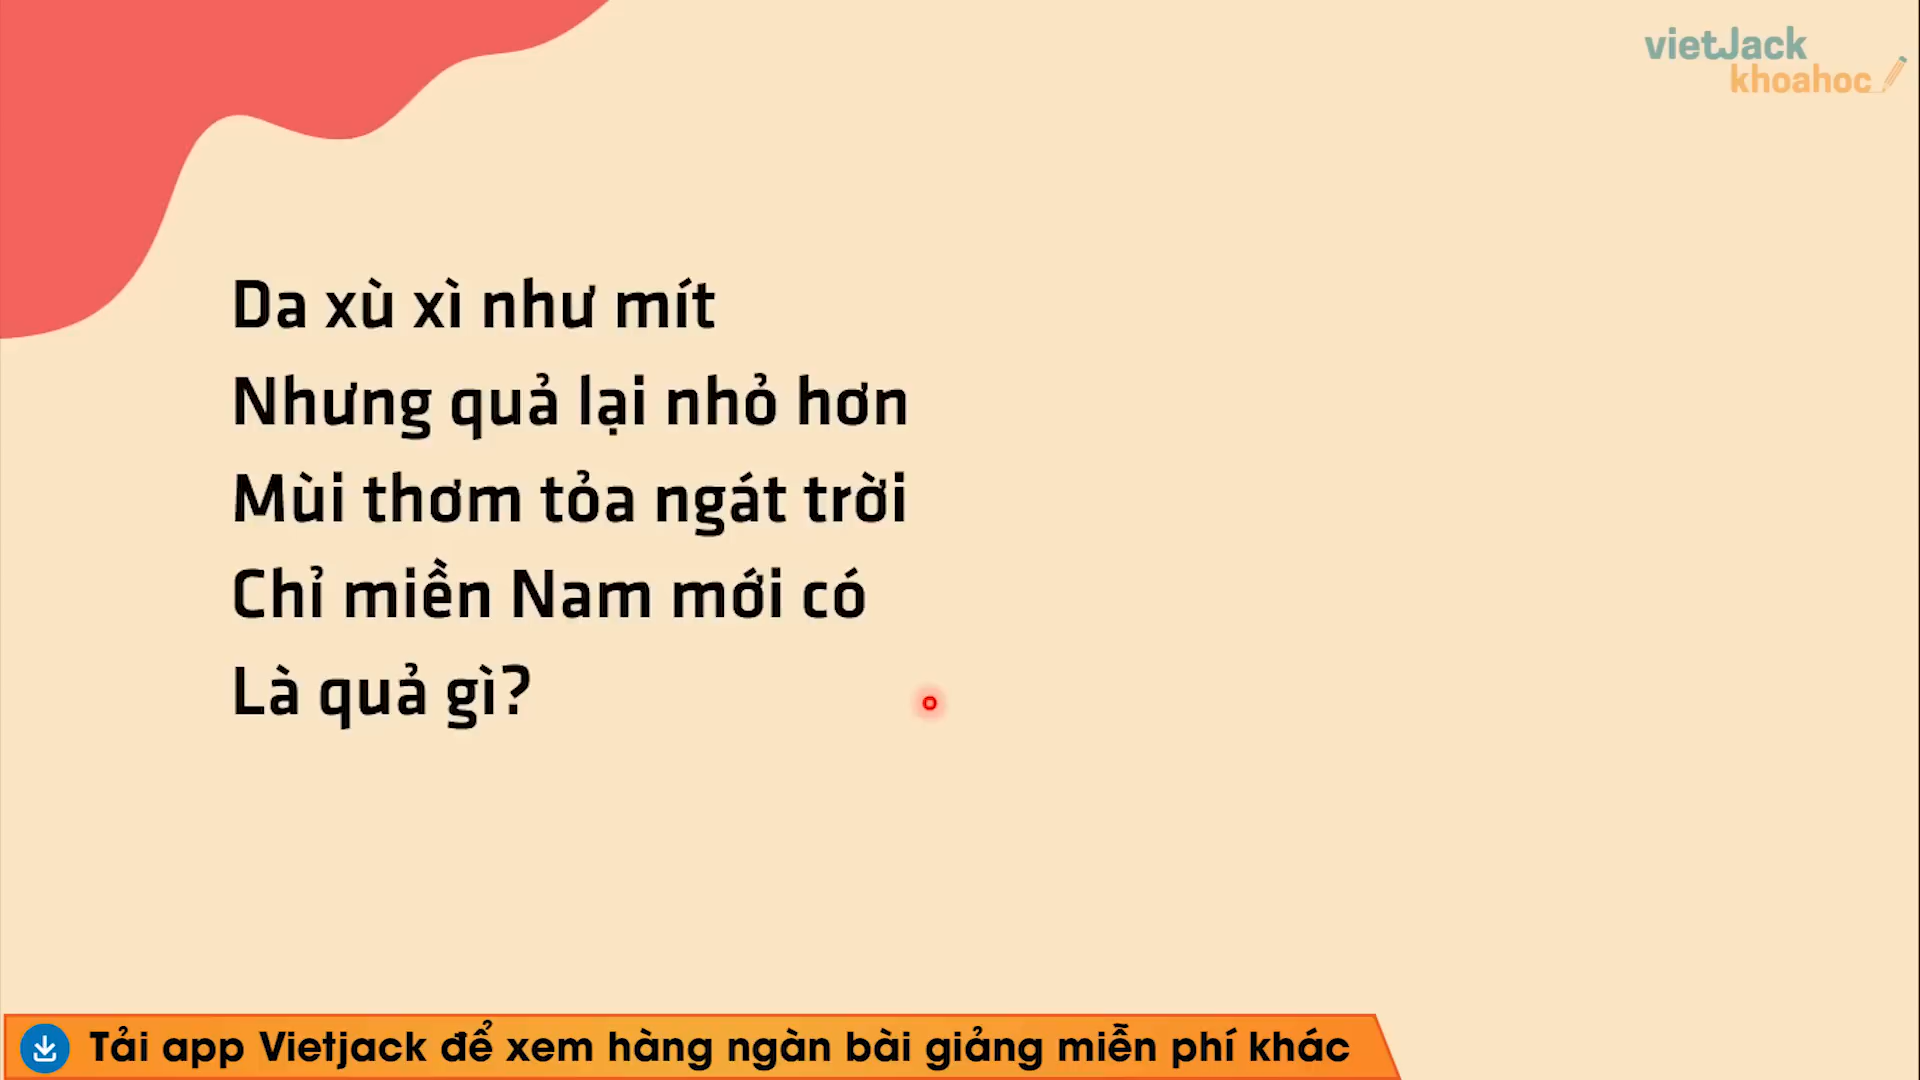 vietJack
khoahoc
Da xù xì như mít
Nhưng quả lại nhỏ hơn
Mùi thơm tỏa ngát trời
Chỉ miền Nam mới có
Là quả gì?
Tải app Vietjack để xem hàng ngàn bài giảng miễn phí khác